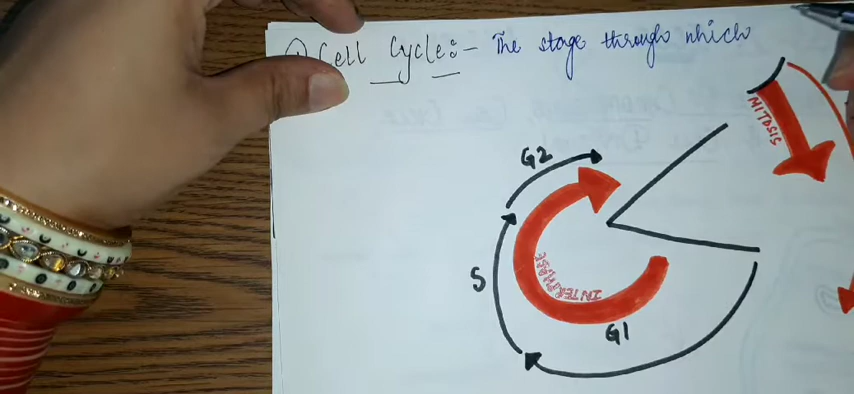 Cell Cycle:- The stage through which
MITOSIS
G2
S
INTERPHASE
G1